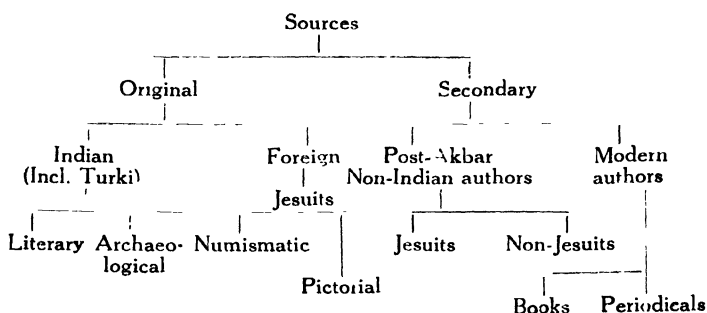 Sources
Original Secondary
Indian Foreign Post-Akbar Modern
(Incl. Turki) Non-Indian authors authors
Jesuits
Literary Archaeo- Numismatic Jesuits Non-Jesuits
logical
Pictorial
Books Periodicals